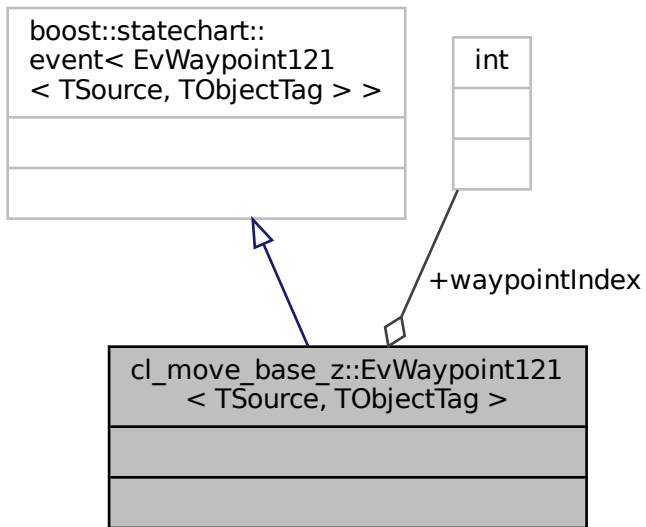 boost::statechart::
event< EvWaypoint121
< TSource, TObjectTag > >
int
+waypointIndex
cl_move_base_z::EvWaypoint121
< TSource, TObjectTag >